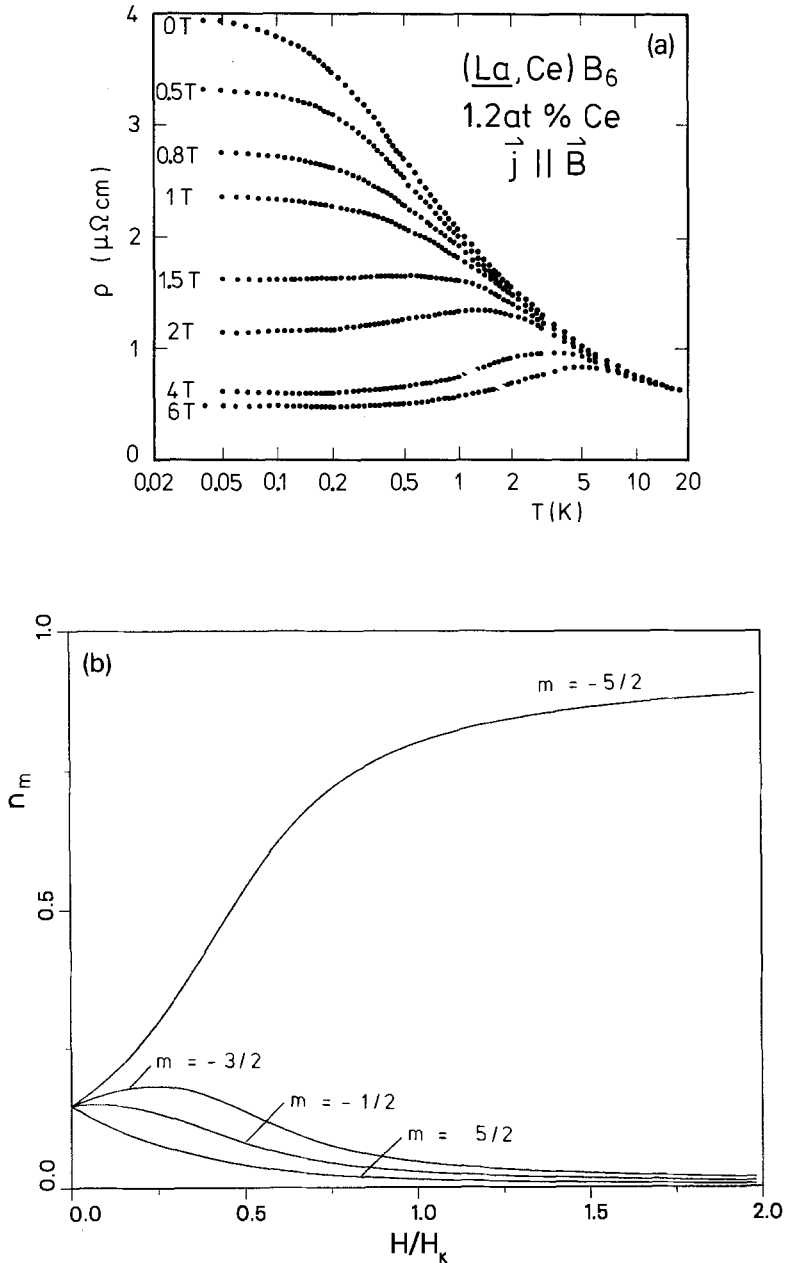 4
0T
(a)
(La, Ce) B6
0.5T
1.2at % Ce
j || B
3
0.8T
1T
ρ (μΩcm)
2
1.5T
2T
1
4T
6T
0
0.02 0.05 0.1 0.2 0.5 1 2 5 10 20
T(K)
1.0
(b)
m = -5/2
nm
0.5
m = -3/2
m = -1/2
m = 5/2
0.0
0.0 0.5 1.0 1.5 2.0
H/HK